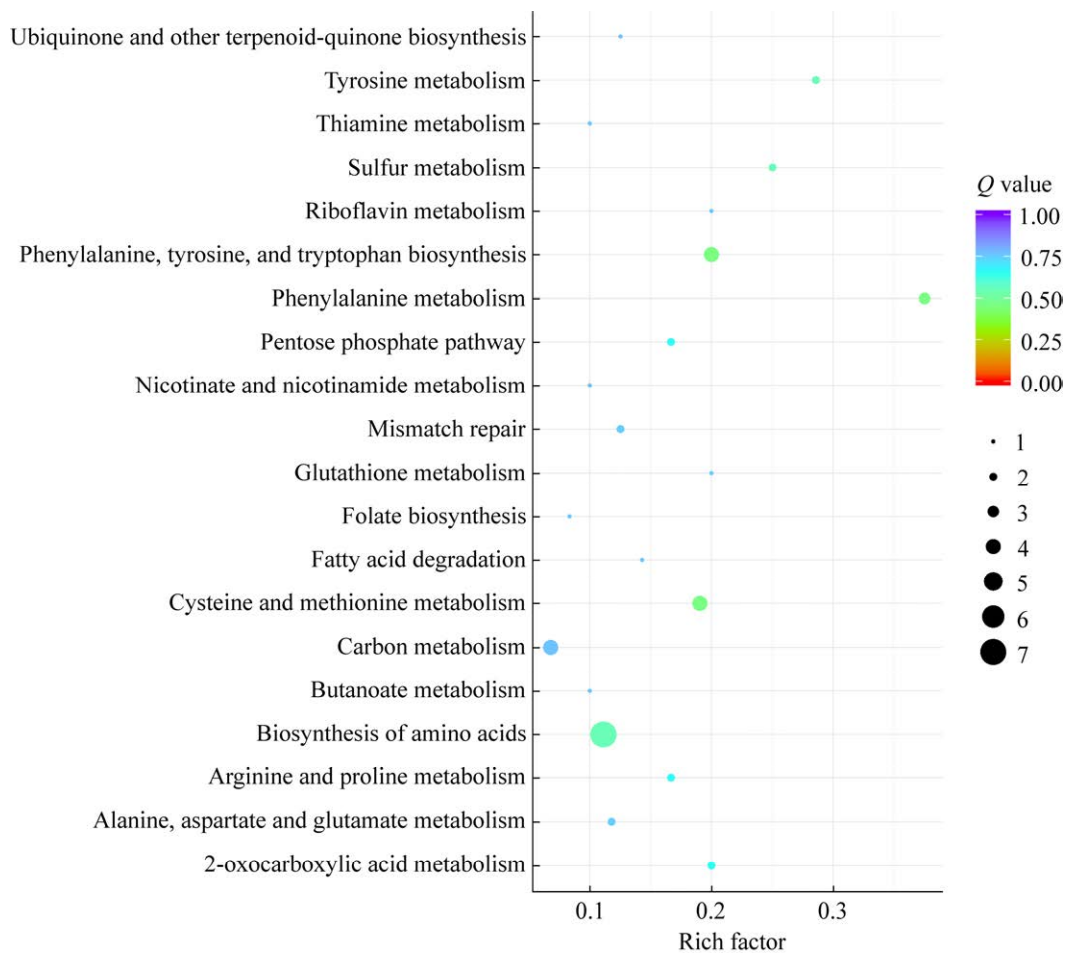 Ubiquinone and other terpenoid-quinone biosynthesis
Tyrosine metabolism
Thiamine metabolism
Sulfur metabolism
Riboflavin metabolism
Phenylalanine, tyrosine, and tryptophan biosynthesis
Phenylalanine metabolism
Pentose phosphate pathway
Nicotinate and nicotinamide metabolism
Mismatch repair
Glutathione metabolism
Folate biosynthesis
Fatty acid degradation
Cysteine and methionine metabolism
Carbon metabolism
Butanoate metabolism
Biosynthesis of amino acids
Arginine and proline metabolism
Alanine, aspartate and glutamate metabolism
2-oxocarboxylic acid metabolism
0.1 0.2 0.3
Rich factor
Q value
1.00
0.75
0.50
0.25
0.00
1
2
3
4
5
6
7